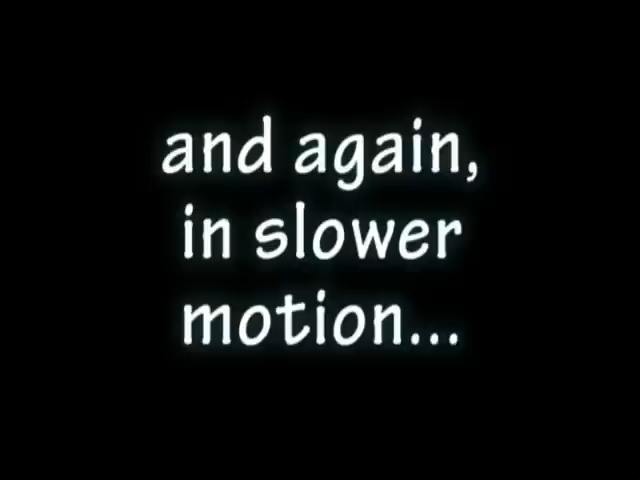 and again,
in slower
motion...